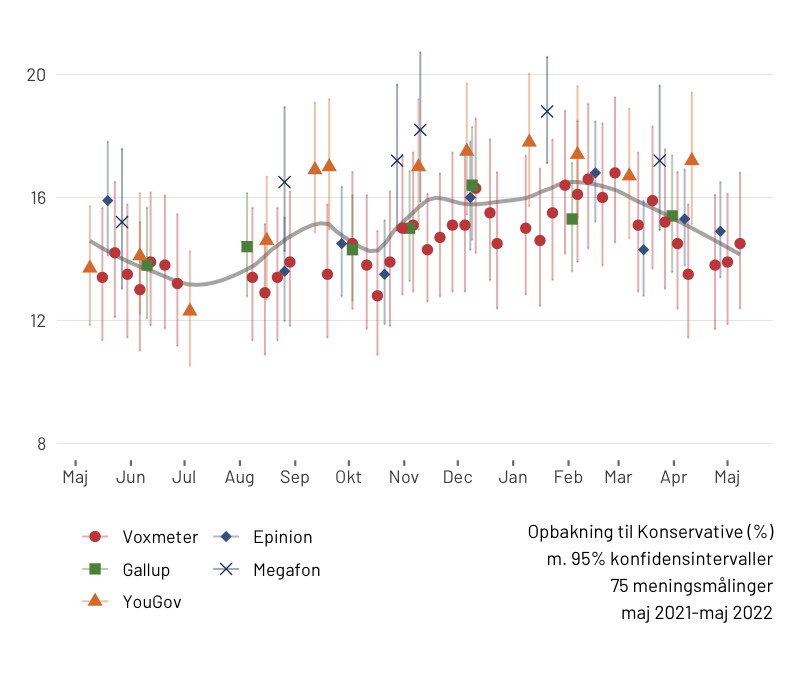 20
16
12
8
Maj Jun Jul Aug Sep Okt Nov Dec Jan Feb Mar Apr Maj
Voxmeter Epinion
Gallup Megafon
YouGov
Opbakning til Konservative (%)
m. 95% konfidensintervaller
75 meningsmålinger
maj 2021-maj 2022